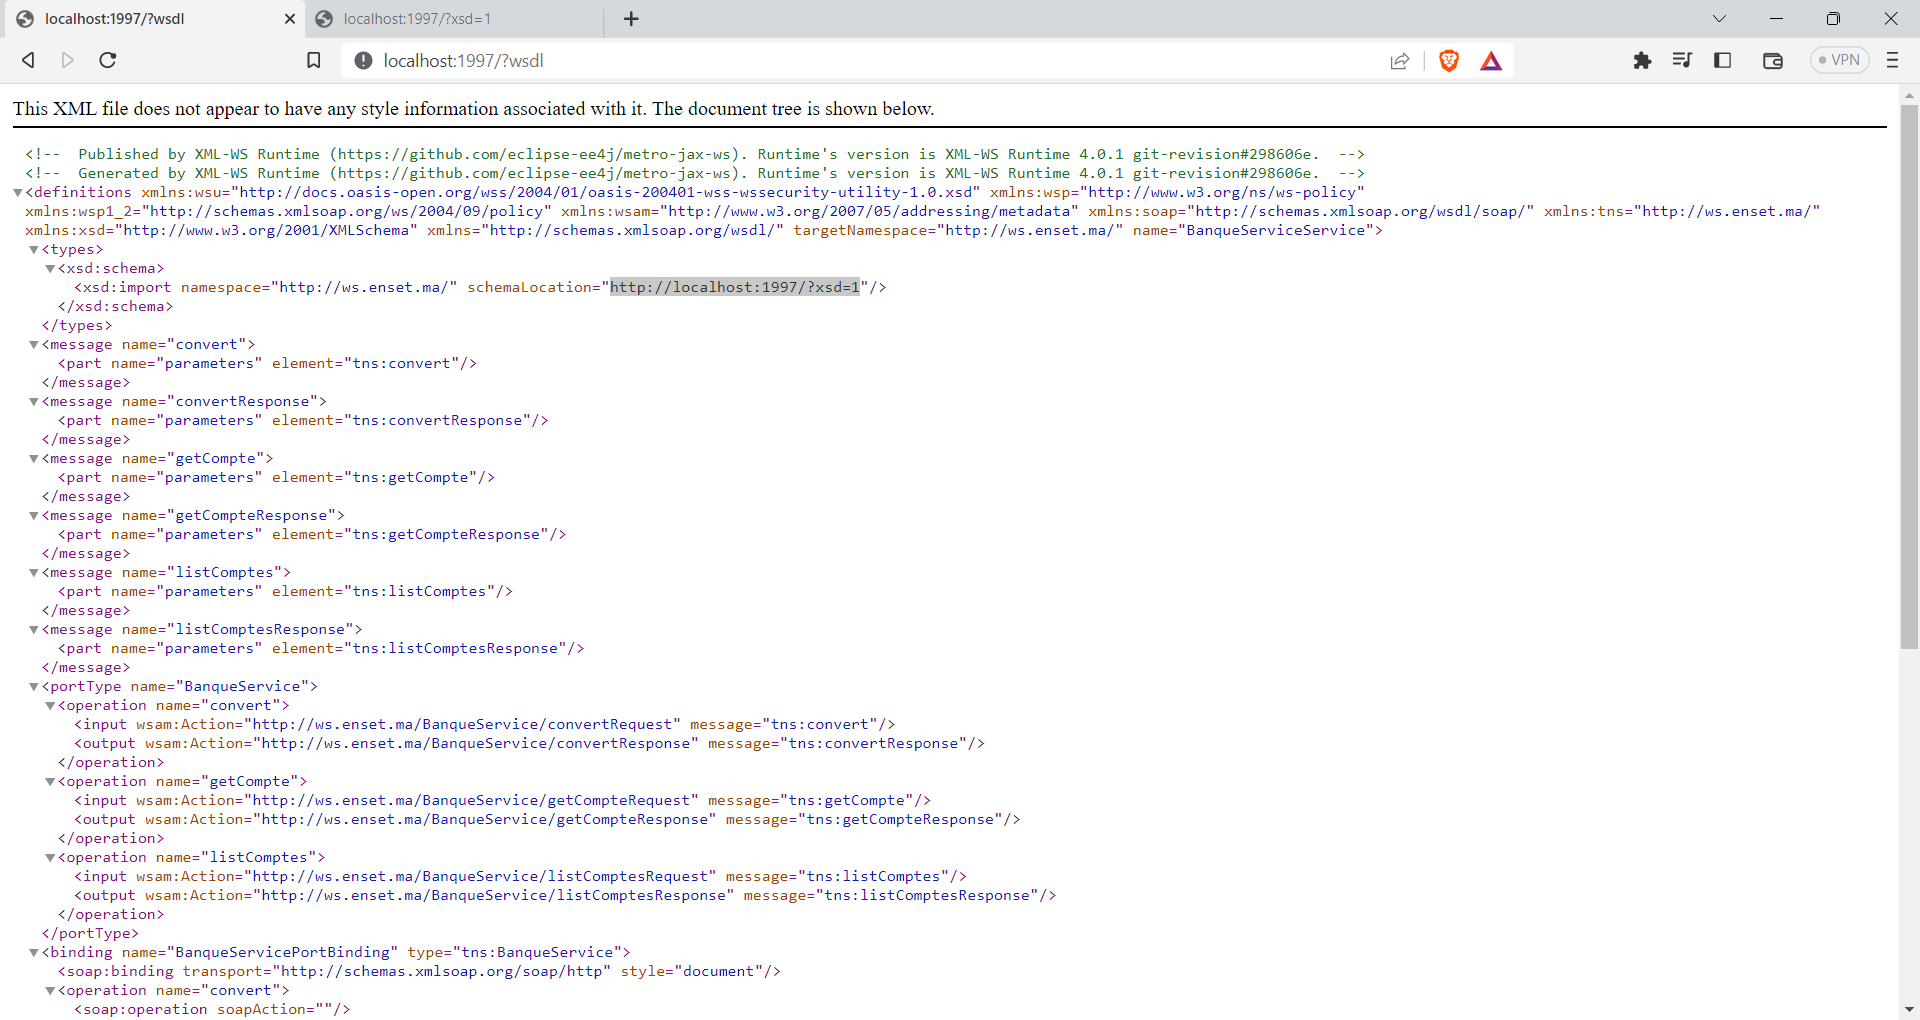 localhost:1997/?wsdl
localhost:1997/?xsd=1
localhost:1997/?wsdl
VPN
This XML file does not appear to have any style information associated with it. The document tree is shown below.
<!-- Published by XML-WS Runtime (https://github.com/eclipse-ee4j/metro-jax-ws). Runtime's version is XML-WS Runtime 4.0.1 git-revision#298606e. -->
<!-- Generated by XML-WS Runtime (https://github.com/eclipse-ee4j/metro-jax-ws). Runtime's version is XML-WS Runtime 4.0.1 git-revision#298606e. -->
<definitions xmlns:wsu="http://docs.oasis-open.org/wss/2004/01/oasis-200401-wss-wssecurity-utility-1.0.xsd" xmlns:wsp="http://www.w3.org/ns/ws-policy"
xmlns:wsp1_2="http://schemas.xmlsoap.org/ws/2004/09/policy" xmlns:wsam="http://www.w3.org/2007/05/addressing/metadata" xmlns:soap="http://schemas.xmlsoap.org/wsdl/soap/" xmlns:tns="http://ws.enset.ma/"
xmlns:xsd="http://www.w3.org/2001/XMLSchema" xmlns="http://schemas.xmlsoap.org/wsdl/" targetNamespace="http://ws.enset.ma/" name="BanqueServiceService">
<types>
<xsd:schema>
<xsd:import namespace="http://ws.enset.ma/" schemaLocation="http://localhost:1997/?xsd=1"/>
</xsd:schema>
</types>
<message name="convert">
<part name="parameters" element="tns:convert"/>
</message>
<message name="convertResponse">
<part name="parameters" element="tns:convertResponse"/>
</message>
<message name="getCompte">
<part name="parameters" element="tns:getCompte"/>
</message>
<message name="getCompteResponse">
<part name="parameters" element="tns:getCompteResponse"/>
</message>
<message name="listComptes">
<part name="parameters" element="tns:listComptes"/>
</message>
<message name="listComptesResponse">
<part name="parameters" element="tns:listComptesResponse"/>
</message>
<portType name="BanqueService">
<operation name="convert">
<input wsam:Action="http://ws.enset.ma/BanqueService/convertRequest" message="tns:convert"/>
<output wsam:Action="http://ws.enset.ma/BanqueService/convertResponse" message="tns:convertResponse"/>
</operation>
<operation name="getCompte">
<input wsam:Action="http://ws.enset.ma/BanqueService/getCompteRequest" message="tns:getCompte"/>
<output wsam:Action="http://ws.enset.ma/BanqueService/getCompteResponse" message="tns:getCompteResponse"/>
</operation>
<operation name="listComptes">
<input wsam:Action="http://ws.enset.ma/BanqueService/listComptesRequest" message="tns:listComptes"/>
<output wsam:Action="http://ws.enset.ma/BanqueService/listComptesResponse" message="tns:listComptesResponse"/>
</operation>
</portType>
<binding name="BanqueServicePortBinding" type="tns:BanqueService">
<soap:binding transport="http://schemas.xmlsoap.org/soap/http" style="document"/>
<operation name="convert">
<soap:operation soapAction=""/>